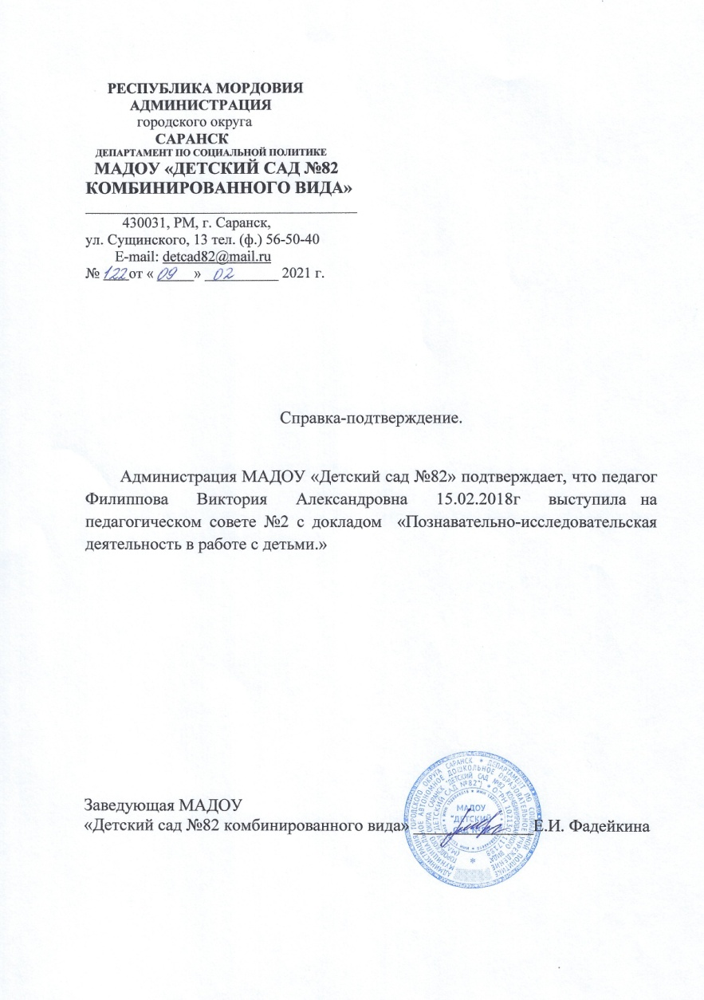 РЕСПУБЛИКА МОРДОВИЯ
АДМИНИСТРАЦИЯ
городского округа
САРАНСК
ДЕПАРТАМЕНТ ПО СОЦИАЛЬНОЙ ПОЛИТИКЕ
МАДОУ «ДЕТСКИЙ САД №82
КОМБИНИРОВАННОГО ВИДА»
430031, РМ, г. Саранск,
ул. Сущинского, 13 тел. (ф.) 56-50-40
E-mail: detcad82@mail.ru
№ 122 от « 09 » 02 2021 г.
Справка-подтверждение.
Администрация МАДОУ «Детский сад №82» подтверждает, что педагог
Филиппова Виктория Александровна 15.02.2018г выступила на
педагогическом совете №2 с докладом «Познавательно-исследовательская
деятельность в работе с детьми.»
Заведующая МАДОУ
«Детский сад №82 комбинированного вида» Е.И. Фадейкина
МАДОУ
"ДЕТСКИЙ